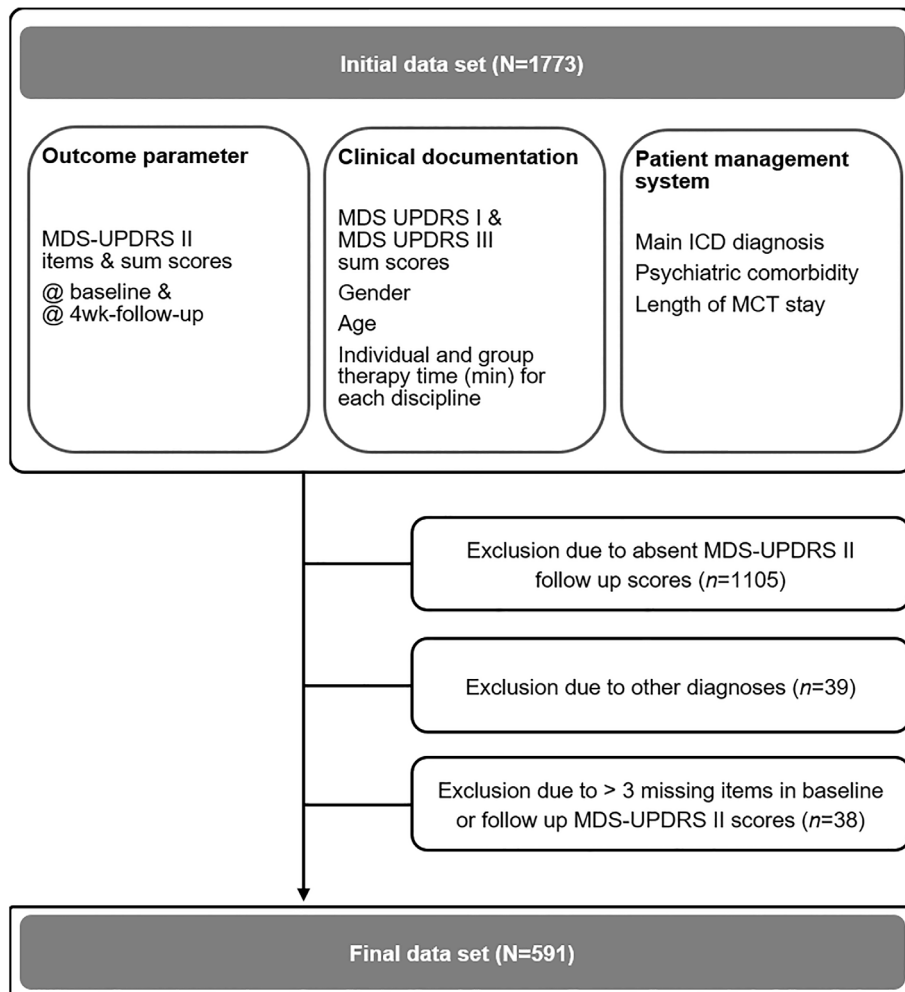 Initial data set (N=1773)
Outcome parameter
MDS-UPDRS II
items & sum scores
@ baseline &
@ 4wk-follow-up
Clinical documentation
MDS UPDRS I &
MDS UPDRS III
sum scores
Gender
Age
Individual and group
therapy time (min) for
each discipline
Patient management
system
Main ICD diagnosis
Psychiatric comorbidity
Length of MCT stay
Exclusion due to absent MDS-UPDRS II
follow up scores (n=1105)
Exclusion due to other diagnoses (n=39)
Exclusion due to > 3 missing items in baseline
or follow up MDS-UPDRS II scores (n=38)
Final data set (N=591)